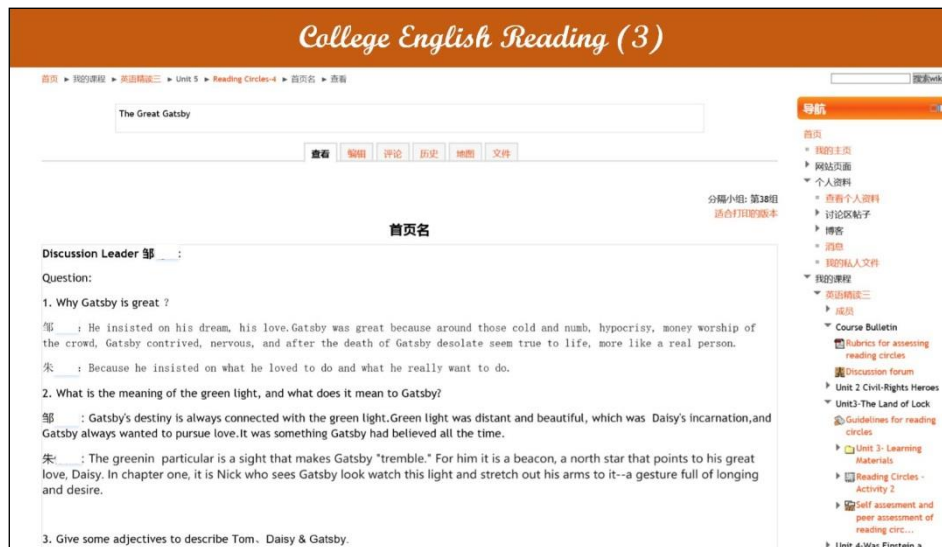 College English Reading (3)
首页 ► 我的课程 ► 英语精读三 ► Unit 5 ► Reading Circles-4 ► 首页名 ► 查看
搜索wik
The Great Gatsby
查看 编辑 评论 历史 地图 文件
分隔小组: 第38组
适合打印的版本
首页名
Discussion Leader 邹 :
Question:
1. Why Gatsby is great ?
邹 : He insisted on his dream, his love.Gatsby was great because around those cold and numb, hypocrisy, money worship of
the crowd, Gatsby contrived, nervous, and after the death of Gatsby desolate seem true to life, more like a real person.
朱 : Because he insisted on what he loved to do and what he really want to do.
2. What is the meaning of the green light, and what does it mean to Gatsby?
邹 : Gatsby's destiny is always connected with the green light.Green light was distant and beautiful, which was Daisy's incarnation,and
Gatsby always wanted to pursue love.It was something Gatsby had believed all the time.
朱 : The greenin particular is a sight that makes Gatsby "tremble." For him it is a beacon, a north star that points to his great
love, Daisy. In chapter one, it is Nick who sees Gatsby look watch this light and stretch out his arms to it--a gesture full of longing
and desire.
3. Give some adjectives to describe Tom、Daisy & Gatsby.
导航
首页
我的主页
网站页面
个人资料
查看个人资料
讨论区帖子
博客
消息
我的私人文件
我的课程
英语精读三
成员
Course Bulletin
Rubrics for assessing
reading circles
Discussion forum
Unit 2 Civil-Rights Heroes
Unit3-The Land of Lock
Guidelines for reading
circles
Unit 3- Learning
Materials
Reading Circles -
Activity 2
Self assesment and
peer assessment of
reading circ...
Unit 4-Was Einstein a